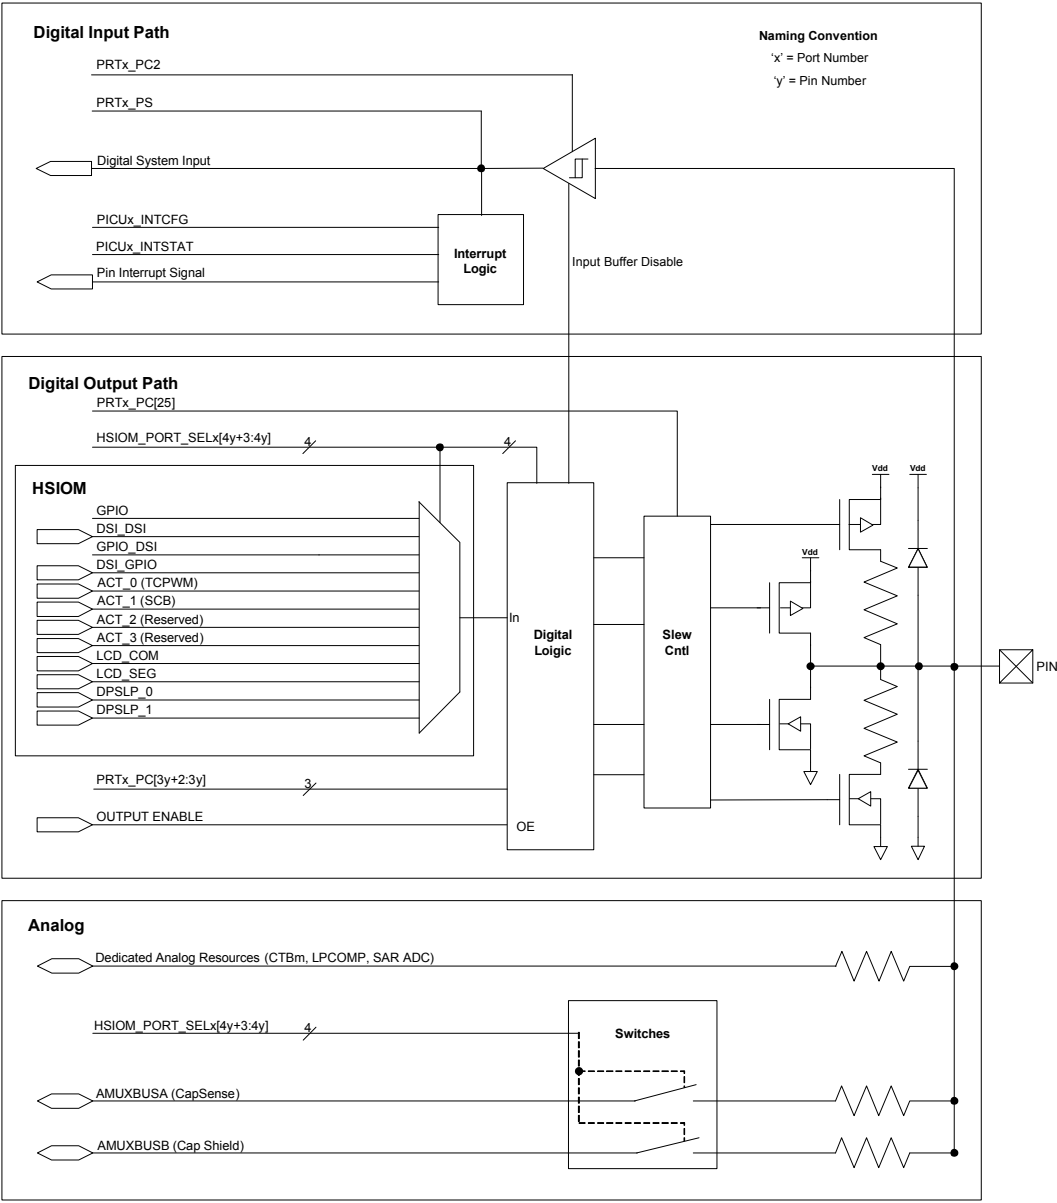 Digital Input Path
Naming Convention
'x' = Port Number
'y' = Pin Number
PRTx_PC2
PRTx_PS
Digital System Input
PICUx_INTCFG
PICUx_INTSTAT
Pin Interrupt Signal
Interrupt
Logic
Input Buffer Disable
Digital Output Path
PRTx_PC[25]
HSIOM_PORT_SELx[4y+3:4y]
4
4
HSIOM
GPIO
DSI_DSI
GPIO_DSI
DSI_GPIO
ACT_0 (TCPWM)
ACT_1 (SCB)
ACT_2 (Reserved)
ACT_3 (Reserved)
LCD_COM
LCD_SEG
DPSLP_0
DPSLP_1
In
Digital
Loigic
Slew
Cntl
Vdd
Vdd
Vdd
PIN
PRTx_PC[3y+2:3y]
3
OUTPUT ENABLE
OE
Analog
Dedicated Analog Resources (CTBm, LPCOMP, SAR ADC)
HSIOM_PORT_SELx[4y+3:4y]
4
Switches
AMUXBUSA (CapSense)
AMUXBUSB (Cap Shield)